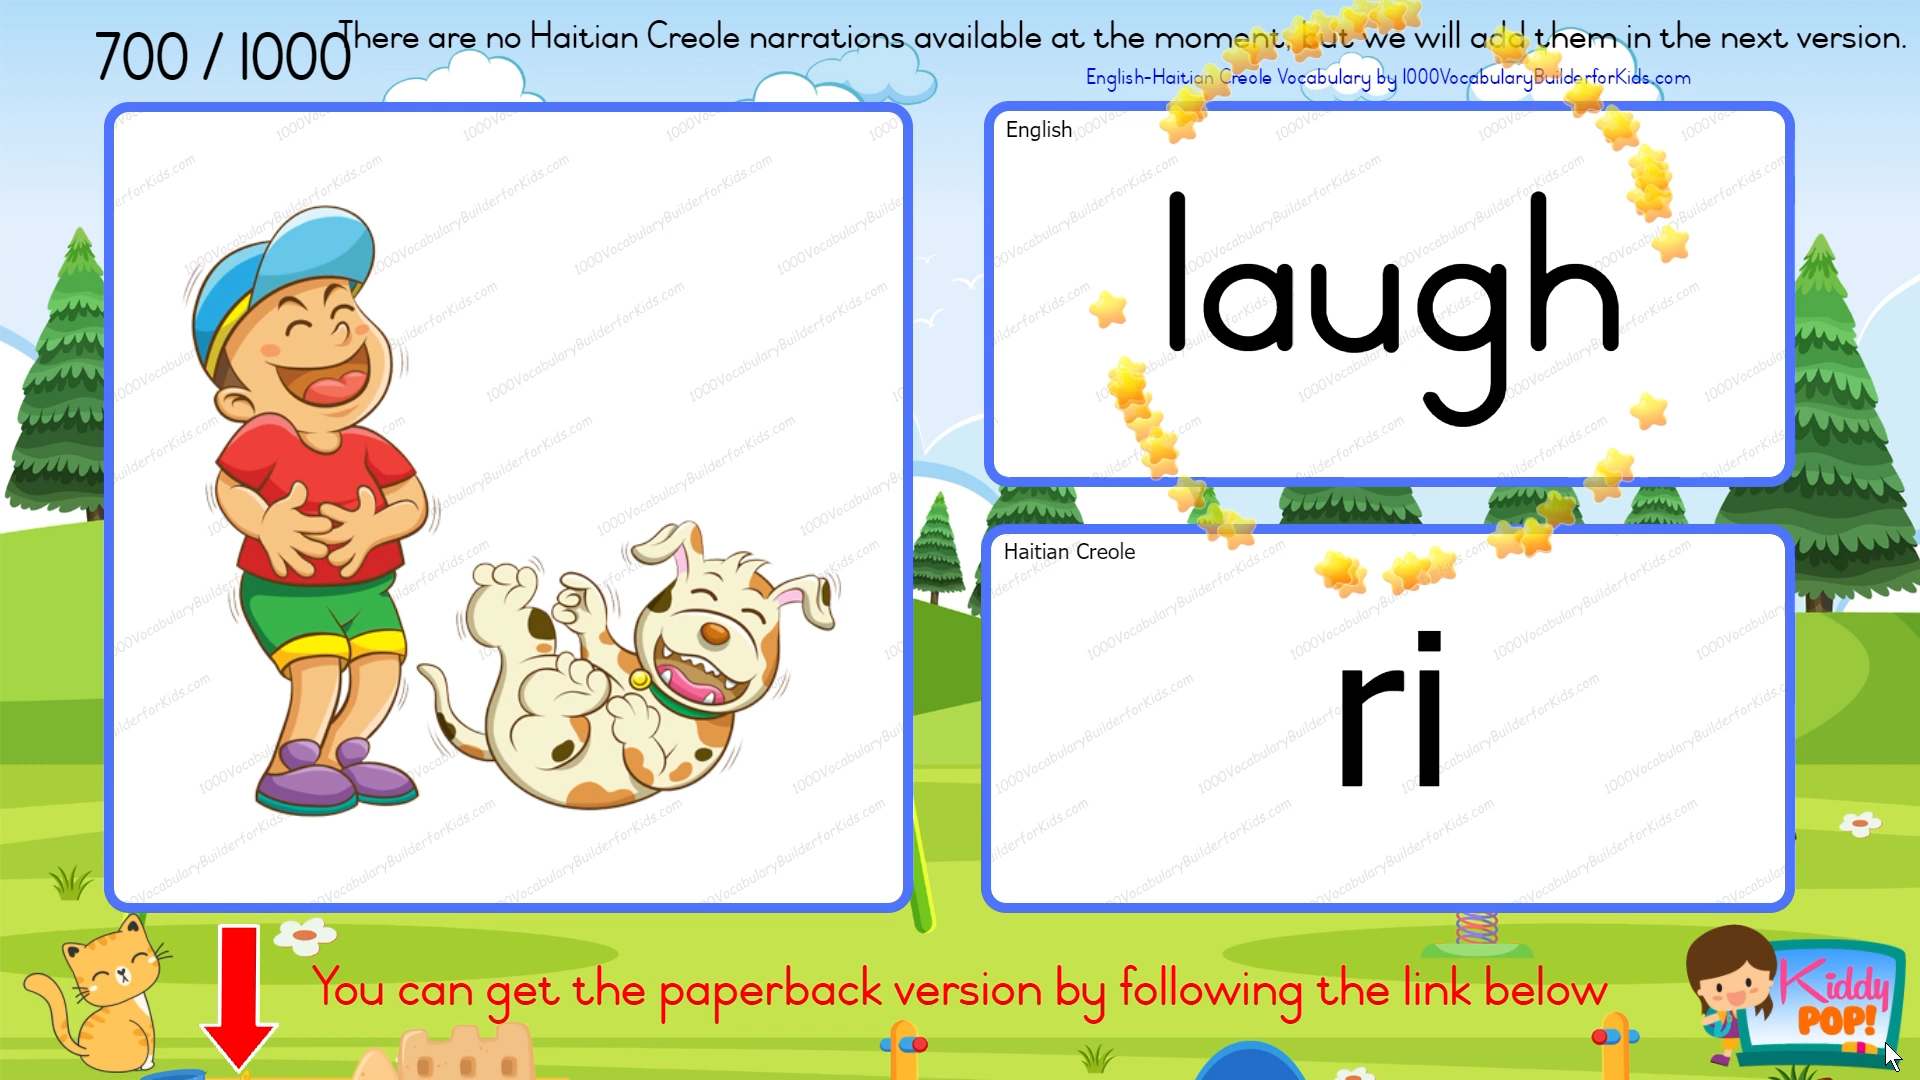 700 / 1000
There are no Haitian Creole narrations available at the moment, but we will add them in the next version.
English-Haitian Creole Vocabulary by 1000VocabularyBuilderforKids.com
English
laugh
Haitian Creole
ri
You can get the paperback version by following the link below
Kiddy
POP!
1000VocabularyBuilderforKids.com